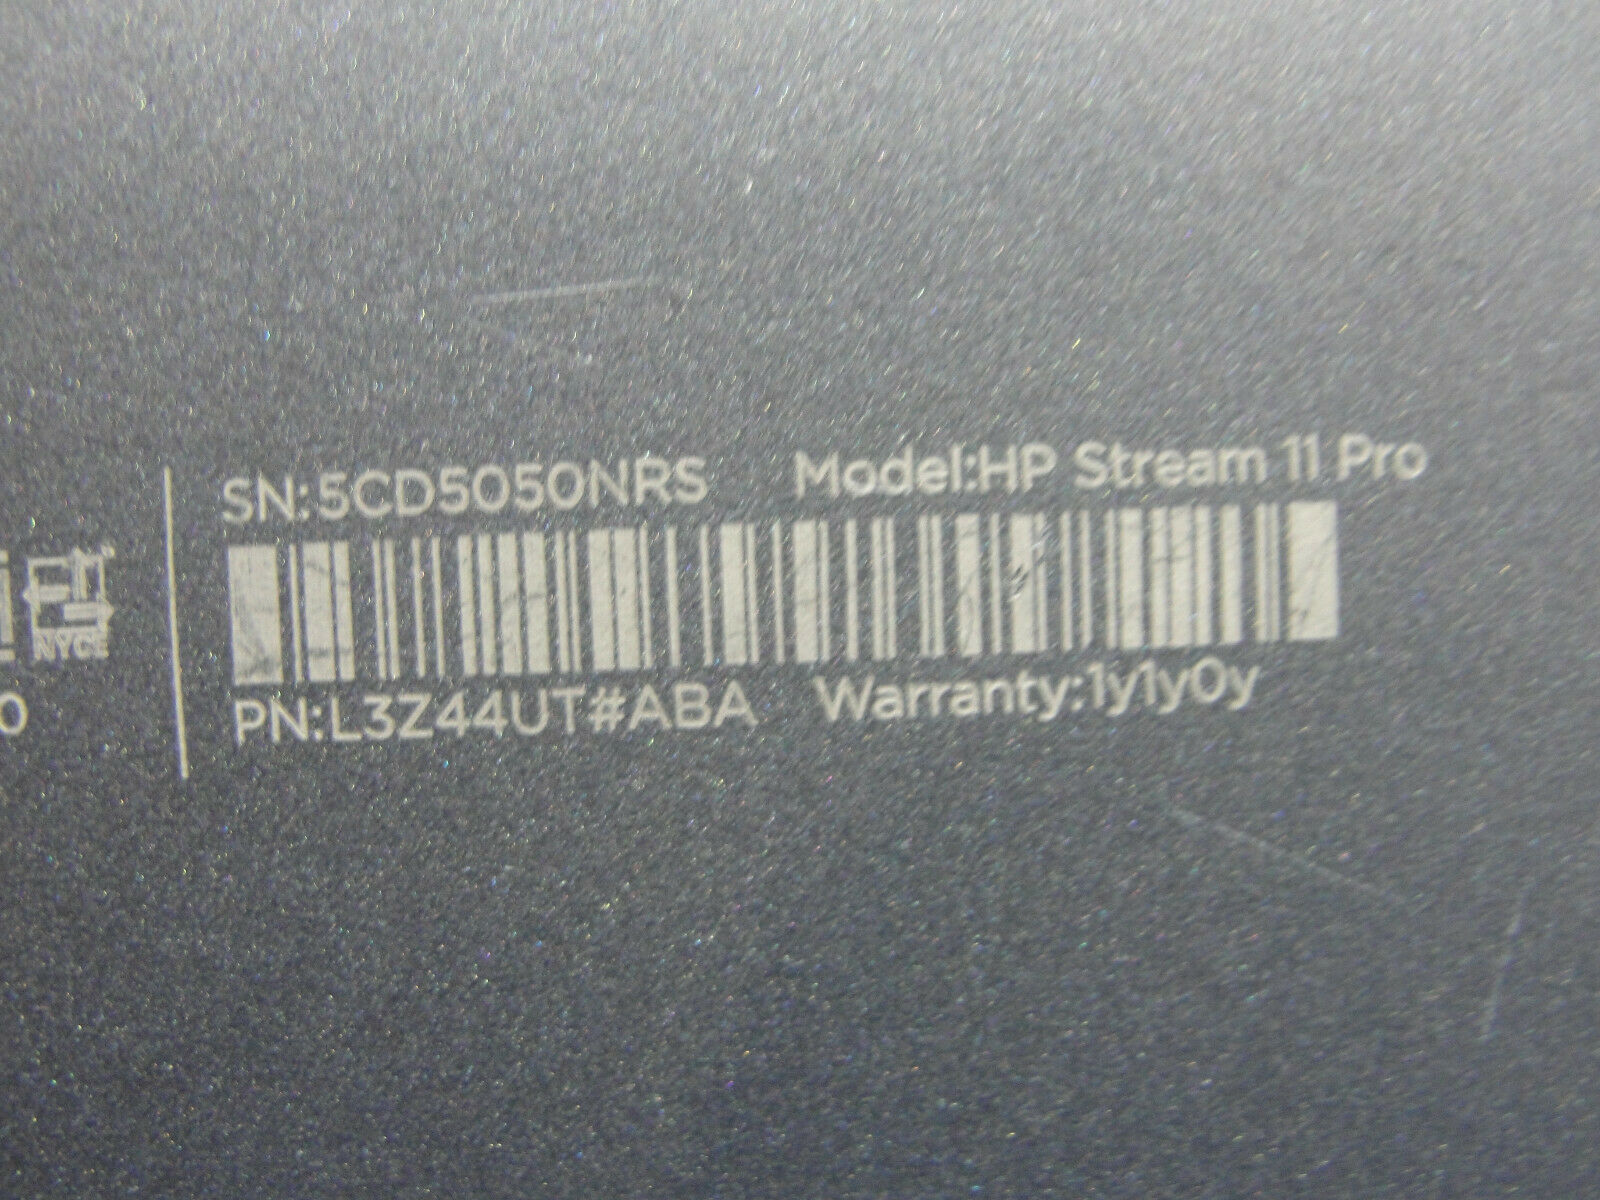 SN:5CD5050NRS Model:HP Stream 11 Pro
NYCE
PN:L3Z44UT#ABA Warranty:1y1y0y